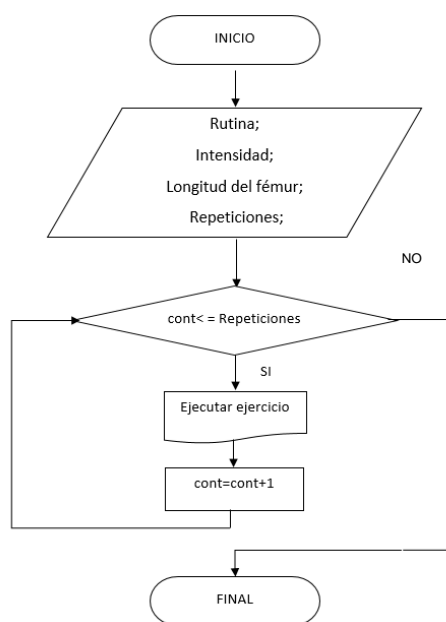 INICIO
Rutina;
Intensidad;
Longitud del fémur;
Repeticiones;
NO
cont< = Repeticiones
SI
Ejecutar ejercicio
cont=cont+1
FINAL